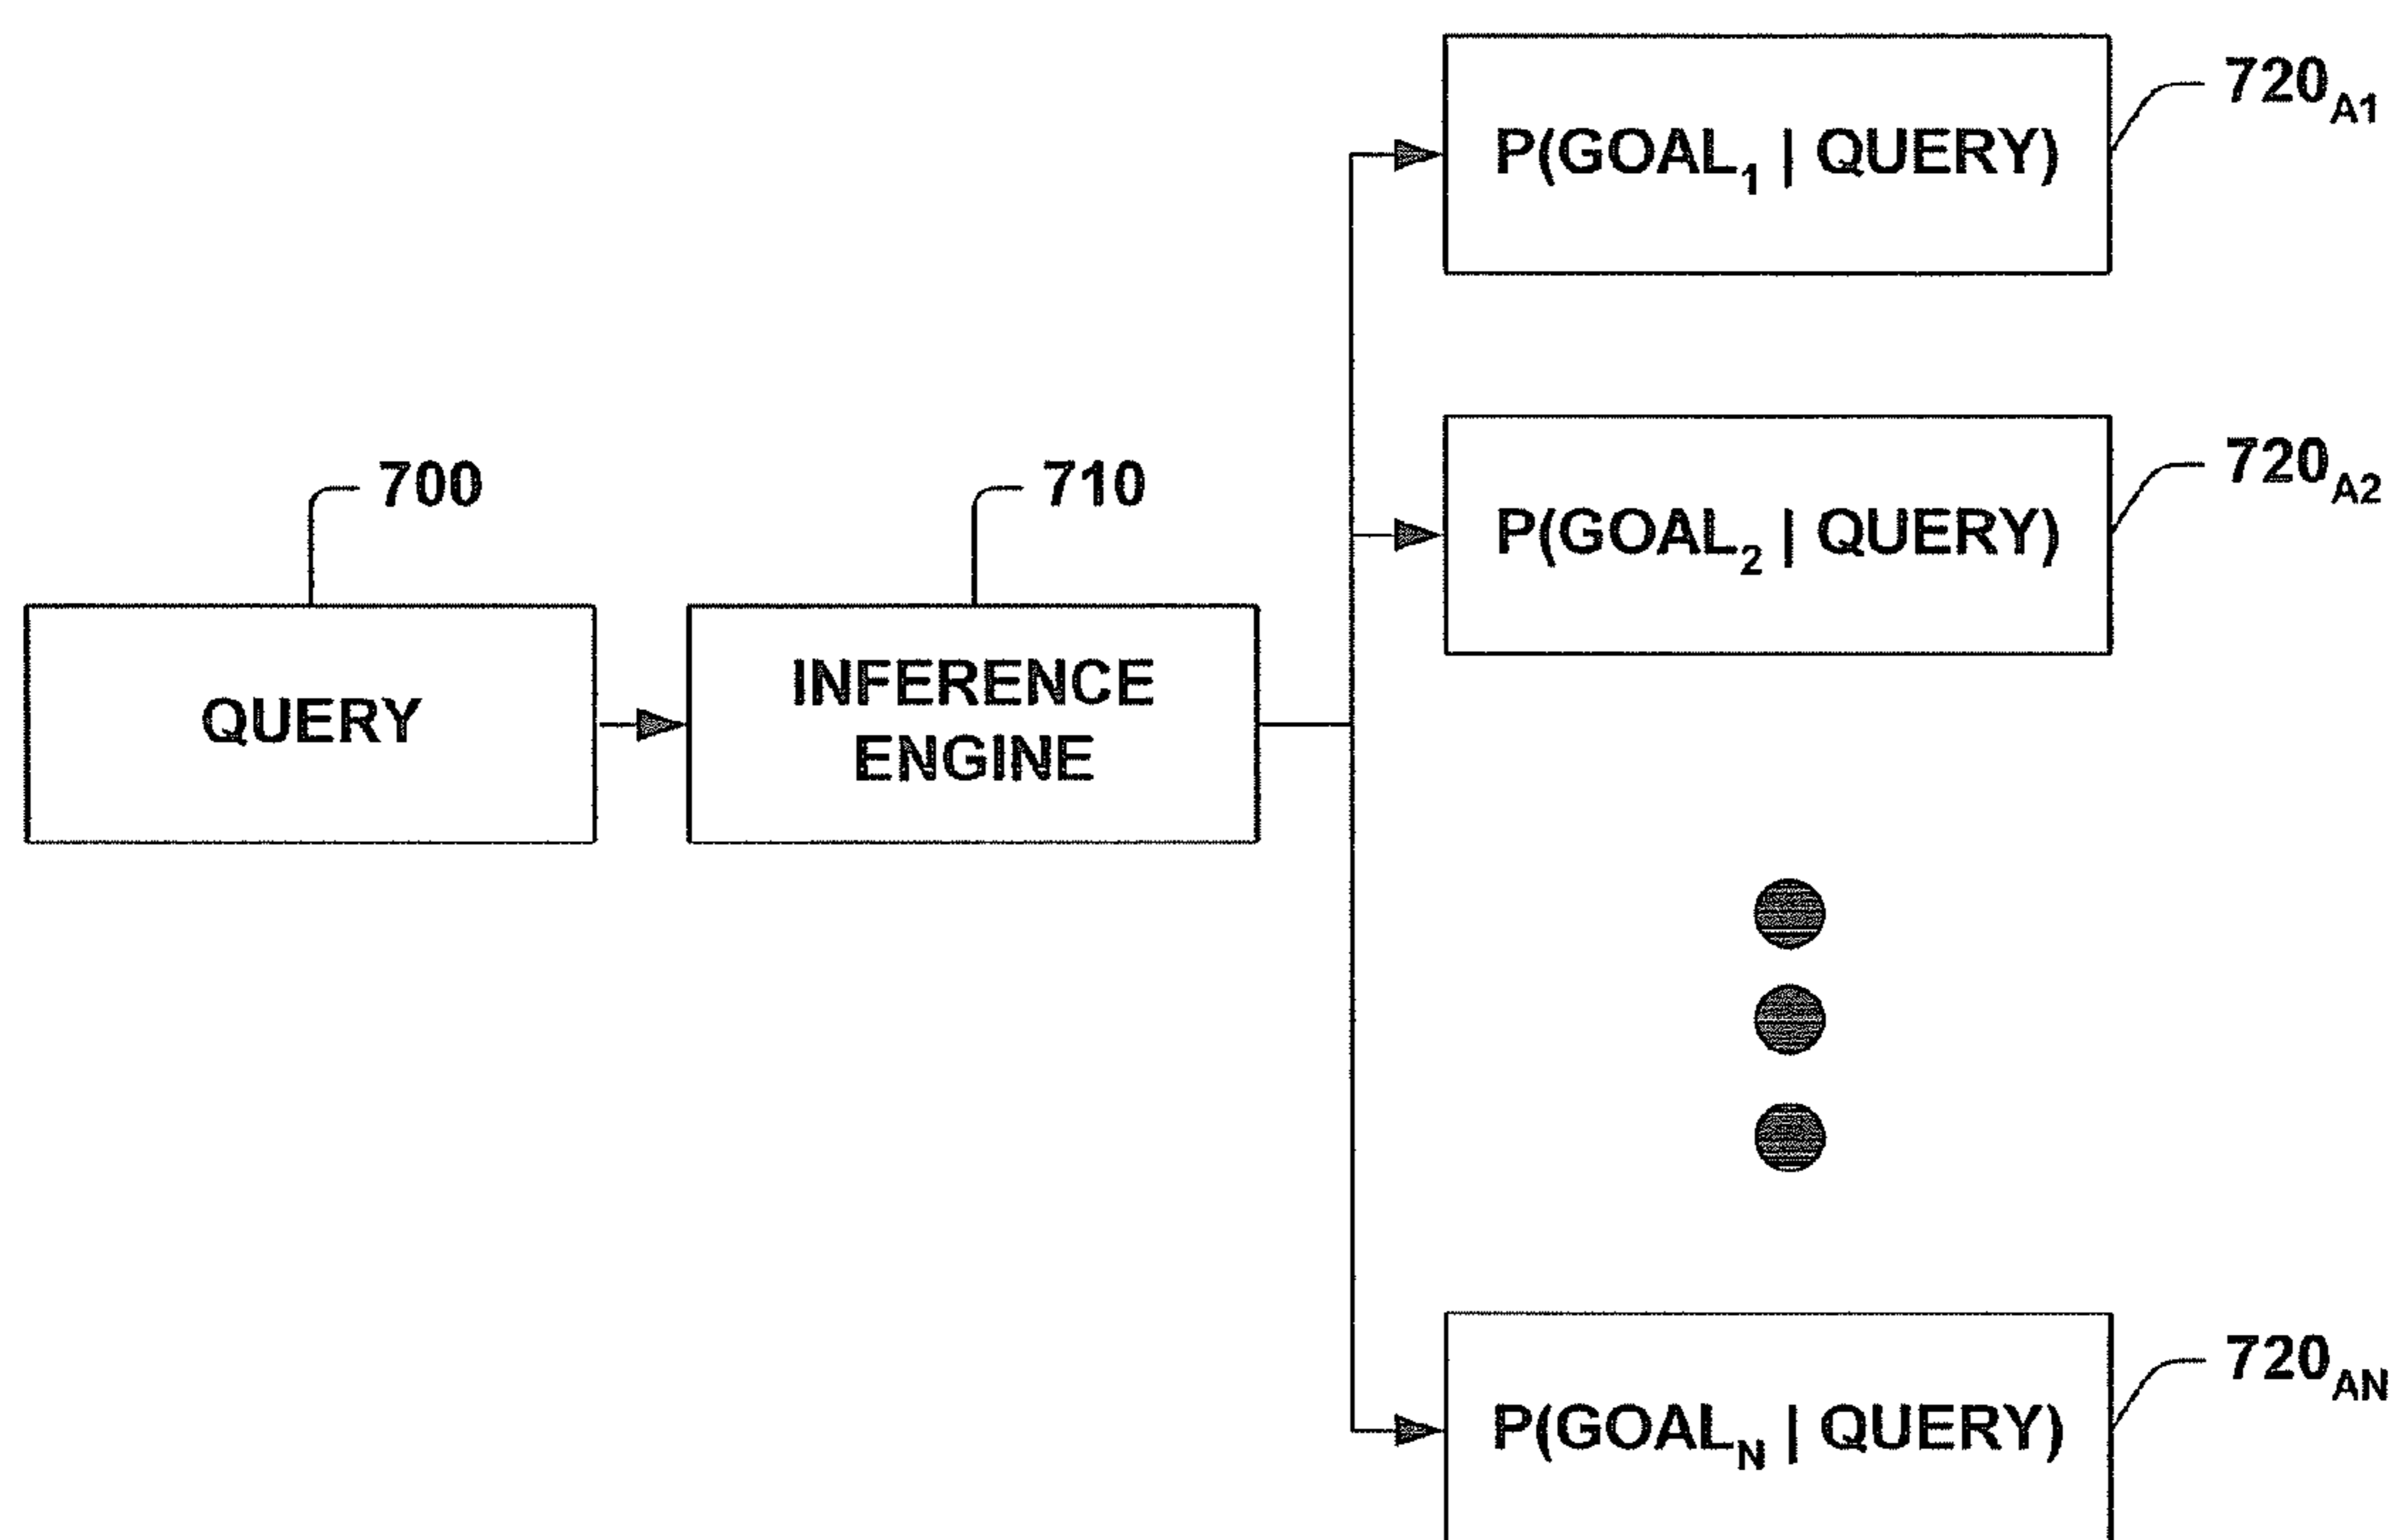 720A1
P(GOAL1 | QUERY)
720A2
P(GOAL2 | QUERY)
700
710
QUERY
INFERENCE
ENGINE
720AN
P(GOALN | QUERY)